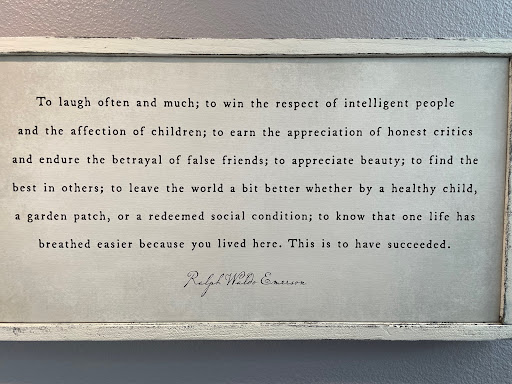 To laugh often and much; to win the respect of intelligent people
and the affection of children; to earn the appreciation of honest critics
and endure the betrayal of false friends; to appreciate beauty; to find the
best in others; to leave the world a bit better whether by a healthy child,
a garden patch, or a redeemed social condition; to know that one life has
breathed easier because you lived here. This is to have succeeded.
Ralph Waldo Emerson